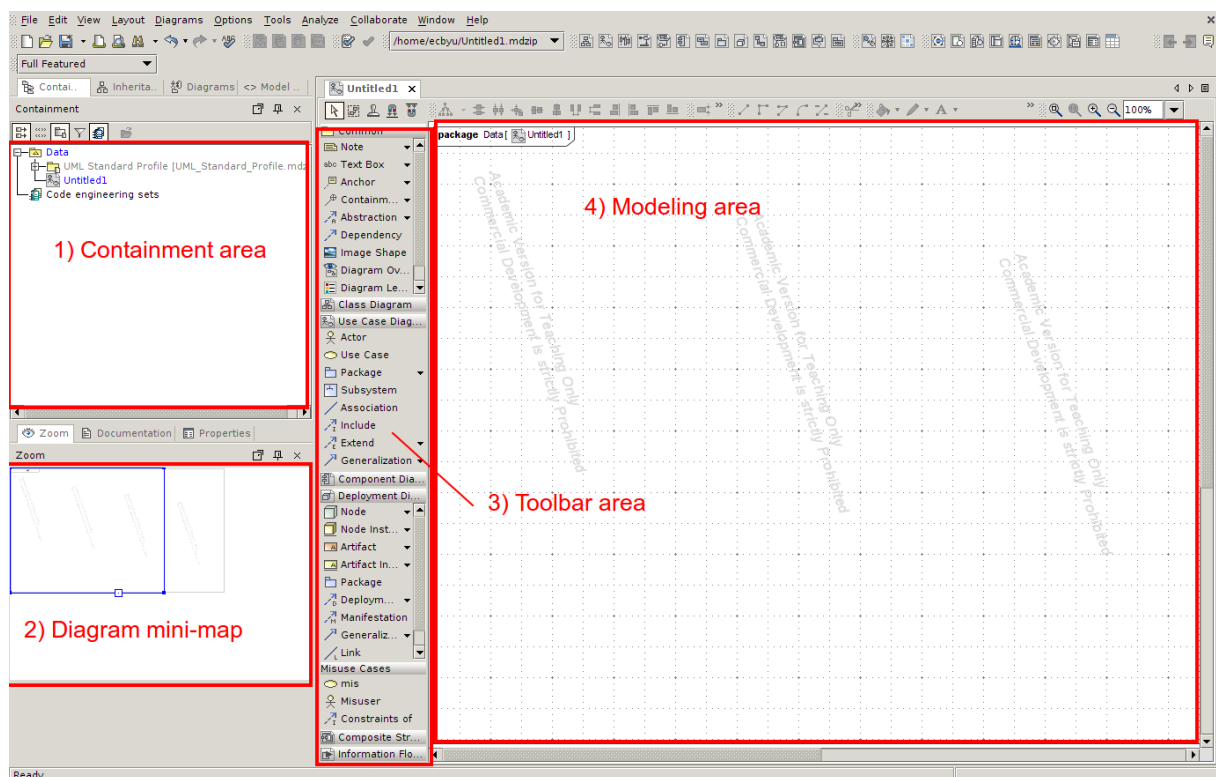 File Edit View Layout Diagrams Options Tools Analyze Collaborate Window Help
/home/ecbyu/Untitled1.mdzip
Full Featured
Contai.. Inherita.. Diagrams <> Model ..
Untitled1
Containment
100%
Data
UML Standard Profile [UML_Standard_Profile.mdz
Untitled1
Code engineering sets
1) Containment area
Zoom Documentation Properties
Zoom
2) Diagram mini-map
Common
Note
abc Text Box
Anchor
Containm...
Abstraction
Dependency
Image Shape
Diagram Ov...
Diagram Le...
Class Diagram
Use Case Diag...
Actor
Use Case
Package
Subsystem
Association
Include
Extend
Generalization
Component Dia...
Deployment Di...
Node
Node Inst...
Artifact
Artifact In...
Package
Deploym...
Manifestation
Generaliz...
Link
Misuse Cases
mis
Misuser
Constraints of
Composite Str...
Information Flo...
3) Toolbar area
package Data[ Untitled1 ]
4) Modeling area
Academic Version for Teaching Only
Commercial Development is strictly Prohibited
Academic Version for Teaching Only
Commercial Development is strictly Prohibited
Academic Version for Teaching Only
Commercial Development is strictly Prohibited
Ready